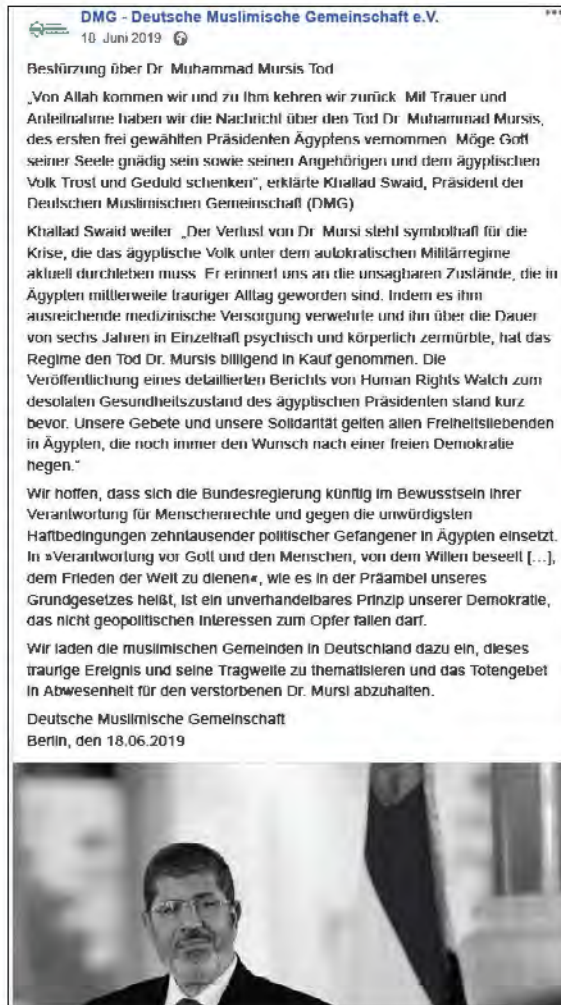 DMG - Deutsche Muslimische Gemeinschaft e.V.
18. Juni 2019
Bestürzung über Dr. Muhammad Mursis Tod
„Von Allah kommen wir und zu Ihm kehren wir zurück. Mit Trauer und
Anteilnahme haben wir die Nachricht über den Tod Dr. Muhammad Mursis,
des ersten frei gewählten Präsidenten Ägyptens vernommen. Möge Gott
seiner Seele gnädig sein sowie seinen Angehörigen und dem ägyptischen
Volk Trost und Geduld schenken“, erklärte Khallad Swaid, Präsident der
Deutschen Muslimischen Gemeinschaft (DMG)
Khallad Swaid weiter: „Der Verlust von Dr. Mursi steht symbolhaft für die
Krise, die das ägyptische Volk unter dem autokratischen Militärregime
aktuell durchleben muss. Er erinnert uns an die unsagbaren Zustände, die in
Ägypten mittlerweile trauriger Alltag geworden sind. Indem es ihm
ausreichende medizinische Versorgung verwehrte und ihn über die Dauer
von sechs Jahren in Einzelhaft psychisch und körperlich zermürbte, hat das
Regime den Tod Dr. Mursis billigend in Kauf genommen. Die
Veröffentlichung eines detaillierten Berichts von Human Rights Watch zum
desolaten Gesundheitszustand des ägyptischen Präsidenten stand kurz
bevor. Unsere Gebete und unsere Solidarität gelten allen Freiheitsliebenden
in Ägypten, die noch immer den Wunsch nach einer freien Demokratie
hegen.“
Wir hoffen, dass sich die Bundesregierung künftig im Bewusstsein ihrer
Verantwortung für Menschenrechte und gegen die unwürdigsten
Haftbedingungen zehntausender politischer Gefangener in Ägypten einsetzt.
In »Verantwortung vor Gott und den Menschen, von dem Willen beseelt [...],
dem Frieden der Welt zu dienen«, wie es in der Präambel unseres
Grundgesetzes heißt, ist ein unverhandelbares Prinzip unserer Demokratie,
das nicht geopolitischen Interessen zum Opfer fallen darf.
Wir laden die muslimischen Gemeinden in Deutschland dazu ein, dieses
traurige Ereignis und seine Tragweite zu thematisieren und das Totengebet
in Abwesenheit für den verstorbenen Dr. Mursi abzuhalten.
Deutsche Muslimische Gemeinschaft
Berlin, den 18.06.2019